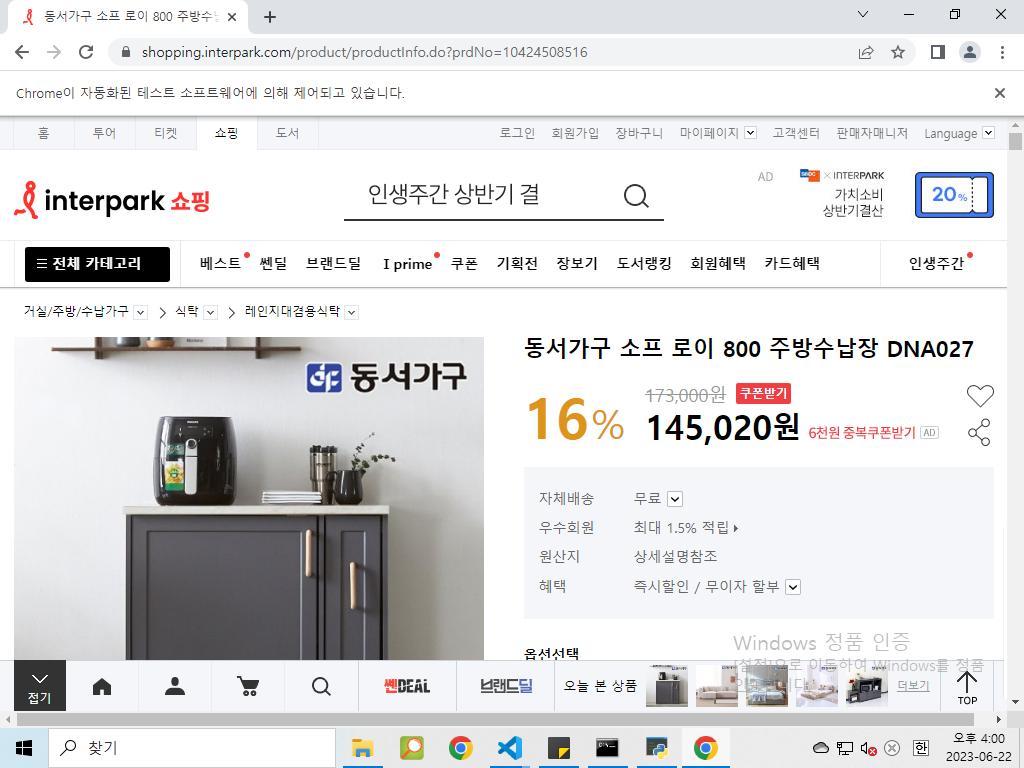 동서가구 소프 로이 800 주방수납
shopping.interpark.com/product/productInfo.do?prdNo=10424508516
Chrome이 자동화된 테스트 소프트웨어에 의해 제어되고 있습니다.
홈 투어 티켓 쇼핑 도서 로그인 회원가입 장바구니 마이페이지 고객센터 판매자매니저 Language
interpark 쇼핑 인생주간 상반기 결 AD
SBDC × INTERPARK
가치소비
상반기결산
20%
전체 카테고리 베스트 쎈딜 브랜드딜 I prime 쿠폰 기획전 장보기 도서랭킹 회원혜택 카드혜택 인생주간
거실/주방/수납가구 식탁 레인지대겸용식탁
동서가구
동서가구 소프 로이 800 주방수납장 DNA027
16% 173,000원 쿠폰받기
145,020원 6천원 중복쿠폰받기 AD
자체배송 무료
우수회원 최대 1.5% 적립
원산지 상세설명참조
혜택 즉시할인 / 무이자 할부
옵션선택
Windows 정품 인증
[설정]으로 이동하여 Windows를 정품
접기 쎈DEAL 브랜드딜 오늘 본 상품 더보기 TOP
찾기 한 오후 4:00
2023-06-22